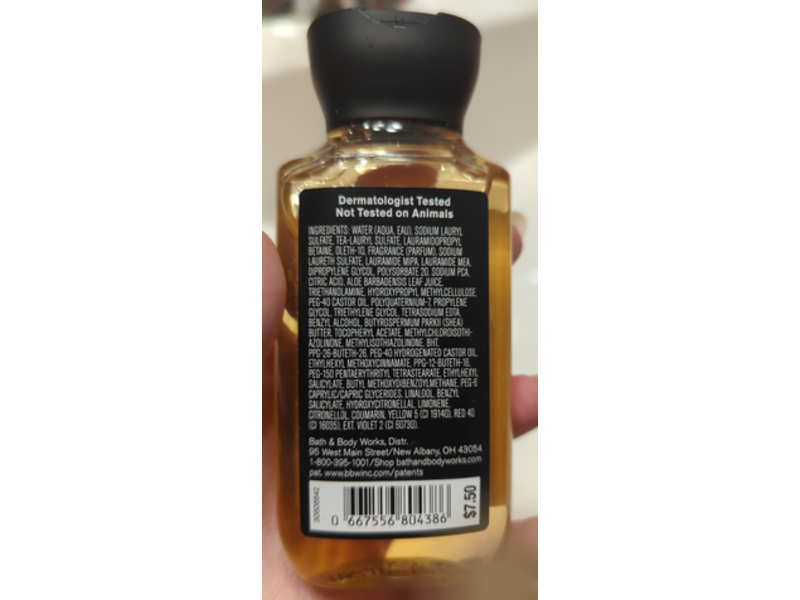 Dermatologist Tested
Not Tested on Animals
INGREDIENTS: WATER (AQUA, EAU), SODIUM LAURYL
SULFATE, TEA-LAURYL SULFATE, LAURAMIDOPROPYL
BETAINE, OLETH-10, FRAGRANCE (PARFUM), SODIUM
LAURETH SULFATE, LAURAMIDE MIPA, LAURAMIDE MEA,
DIPROPYLENE GLYCOL, POLYSORBATE 20, SODIUM PCA,
CITRIC ACID, ALOE BARBADENSIS LEAF JUICE,
TRIETHANOLAMINE, HYDROXYPROPYL METHYLCELLULOSE,
PEG-40 CASTOR OIL, POLYQUATERNIUM-7, PROPYLENE
GLYCOL, TRIETHYLENE GLYCOL, TETRASODIUM EDTA,
BENZYL ALCOHOL, BUTYROSPERMUM PARKII (SHEA)
BUTTER, TOCOPHERYL ACETATE, METHYLCHLOROISOTHI-
AZOLINONE, METHYLISOTHIAZOLINONE, BHT,
PPG-26-BUTETH-26, PEG-40 HYDROGENATED CASTOR OIL,
ETHYLHEXYL METHOXYCINNAMATE, PPG-12-BUTETH-16,
PEG-150 PENTAERYTHRITYL TETRASTEARATE, ETHYLHEXYL
SALICYLATE, BUTYL METHOXYDIBENZOYLMETHANE, PEG-6
CAPRYLIC/CAPRIC GLYCERIDES, LINALOOL, BENZYL
SALICYLATE, HYDROXYCITRONELLAL, LIMONENE,
CITRONELLOL, COUMARIN, YELLOW 5 (CI 19140), RED 40
(CI 16035), EXT. VIOLET 2 (CI 60730).
Bath & Body Works, Distr.
95 West Main Street/New Albany, OH 43054
1-800-395-1001/Shop bathandbodyworks.com
pat. www.bbwinc.com/patents
0 667556 804386
$7.50